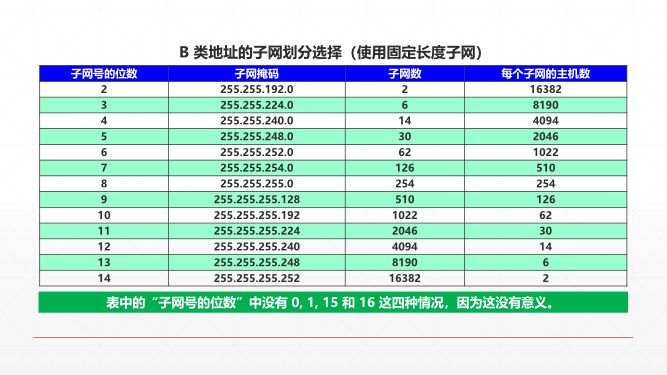 B 类地址的子网划分选择（使用固定长度子网）
子网号的位数 子网掩码 子网数 每个子网的主机数
2 255.255.192.0 2 16382
3 255.255.224.0 6 8190
4 255.255.240.0 14 4094
5 255.255.248.0 30 2046
6 255.255.252.0 62 1022
7 255.255.254.0 126 510
8 255.255.255.0 254 254
9 255.255.255.128 510 126
10 255.255.255.192 1022 62
11 255.255.255.224 2046 30
12 255.255.255.240 4094 14
13 255.255.255.248 8190 6
14 255.255.255.252 16382 2
表中的“子网号的位数”中没有 0, 1, 15 和 16 这四种情况，因为这没有意义。